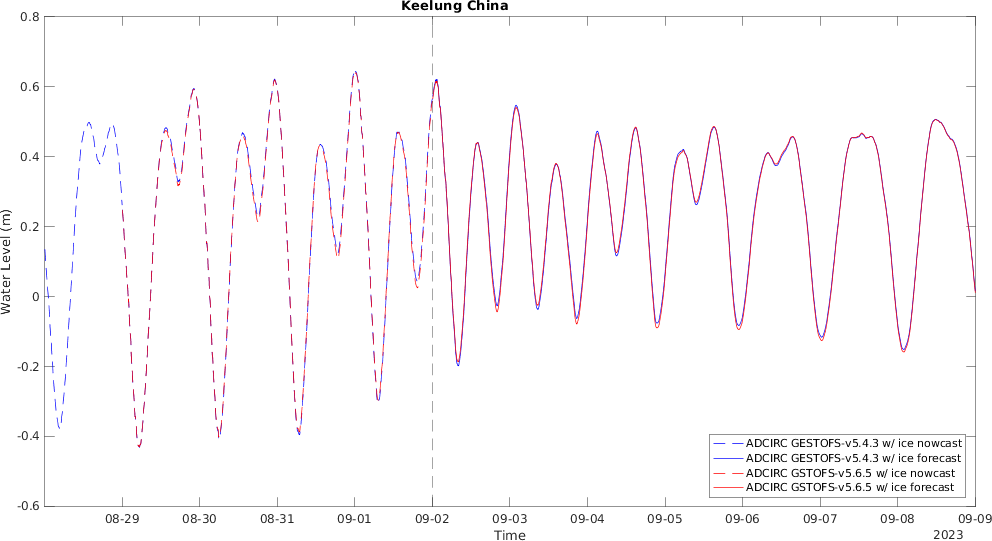 Keelung China
0.8
0.6
0.4
0.2
0
-0.2
-0.4
-0.6
Water Level (m)
08-29 08-30 08-31 09-01 09-02 09-03 09-04 09-05 09-06 09-07 09-08 09-09
Time
2023
ADCIRC GESTOFS-v5.4.3 w/ ice nowcast
ADCIRC GESTOFS-v5.4.3 w/ ice forecast
ADCIRC GSTOFS-v5.6.5 w/ ice nowcast
ADCIRC GSTOFS-v5.6.5 w/ ice forecast